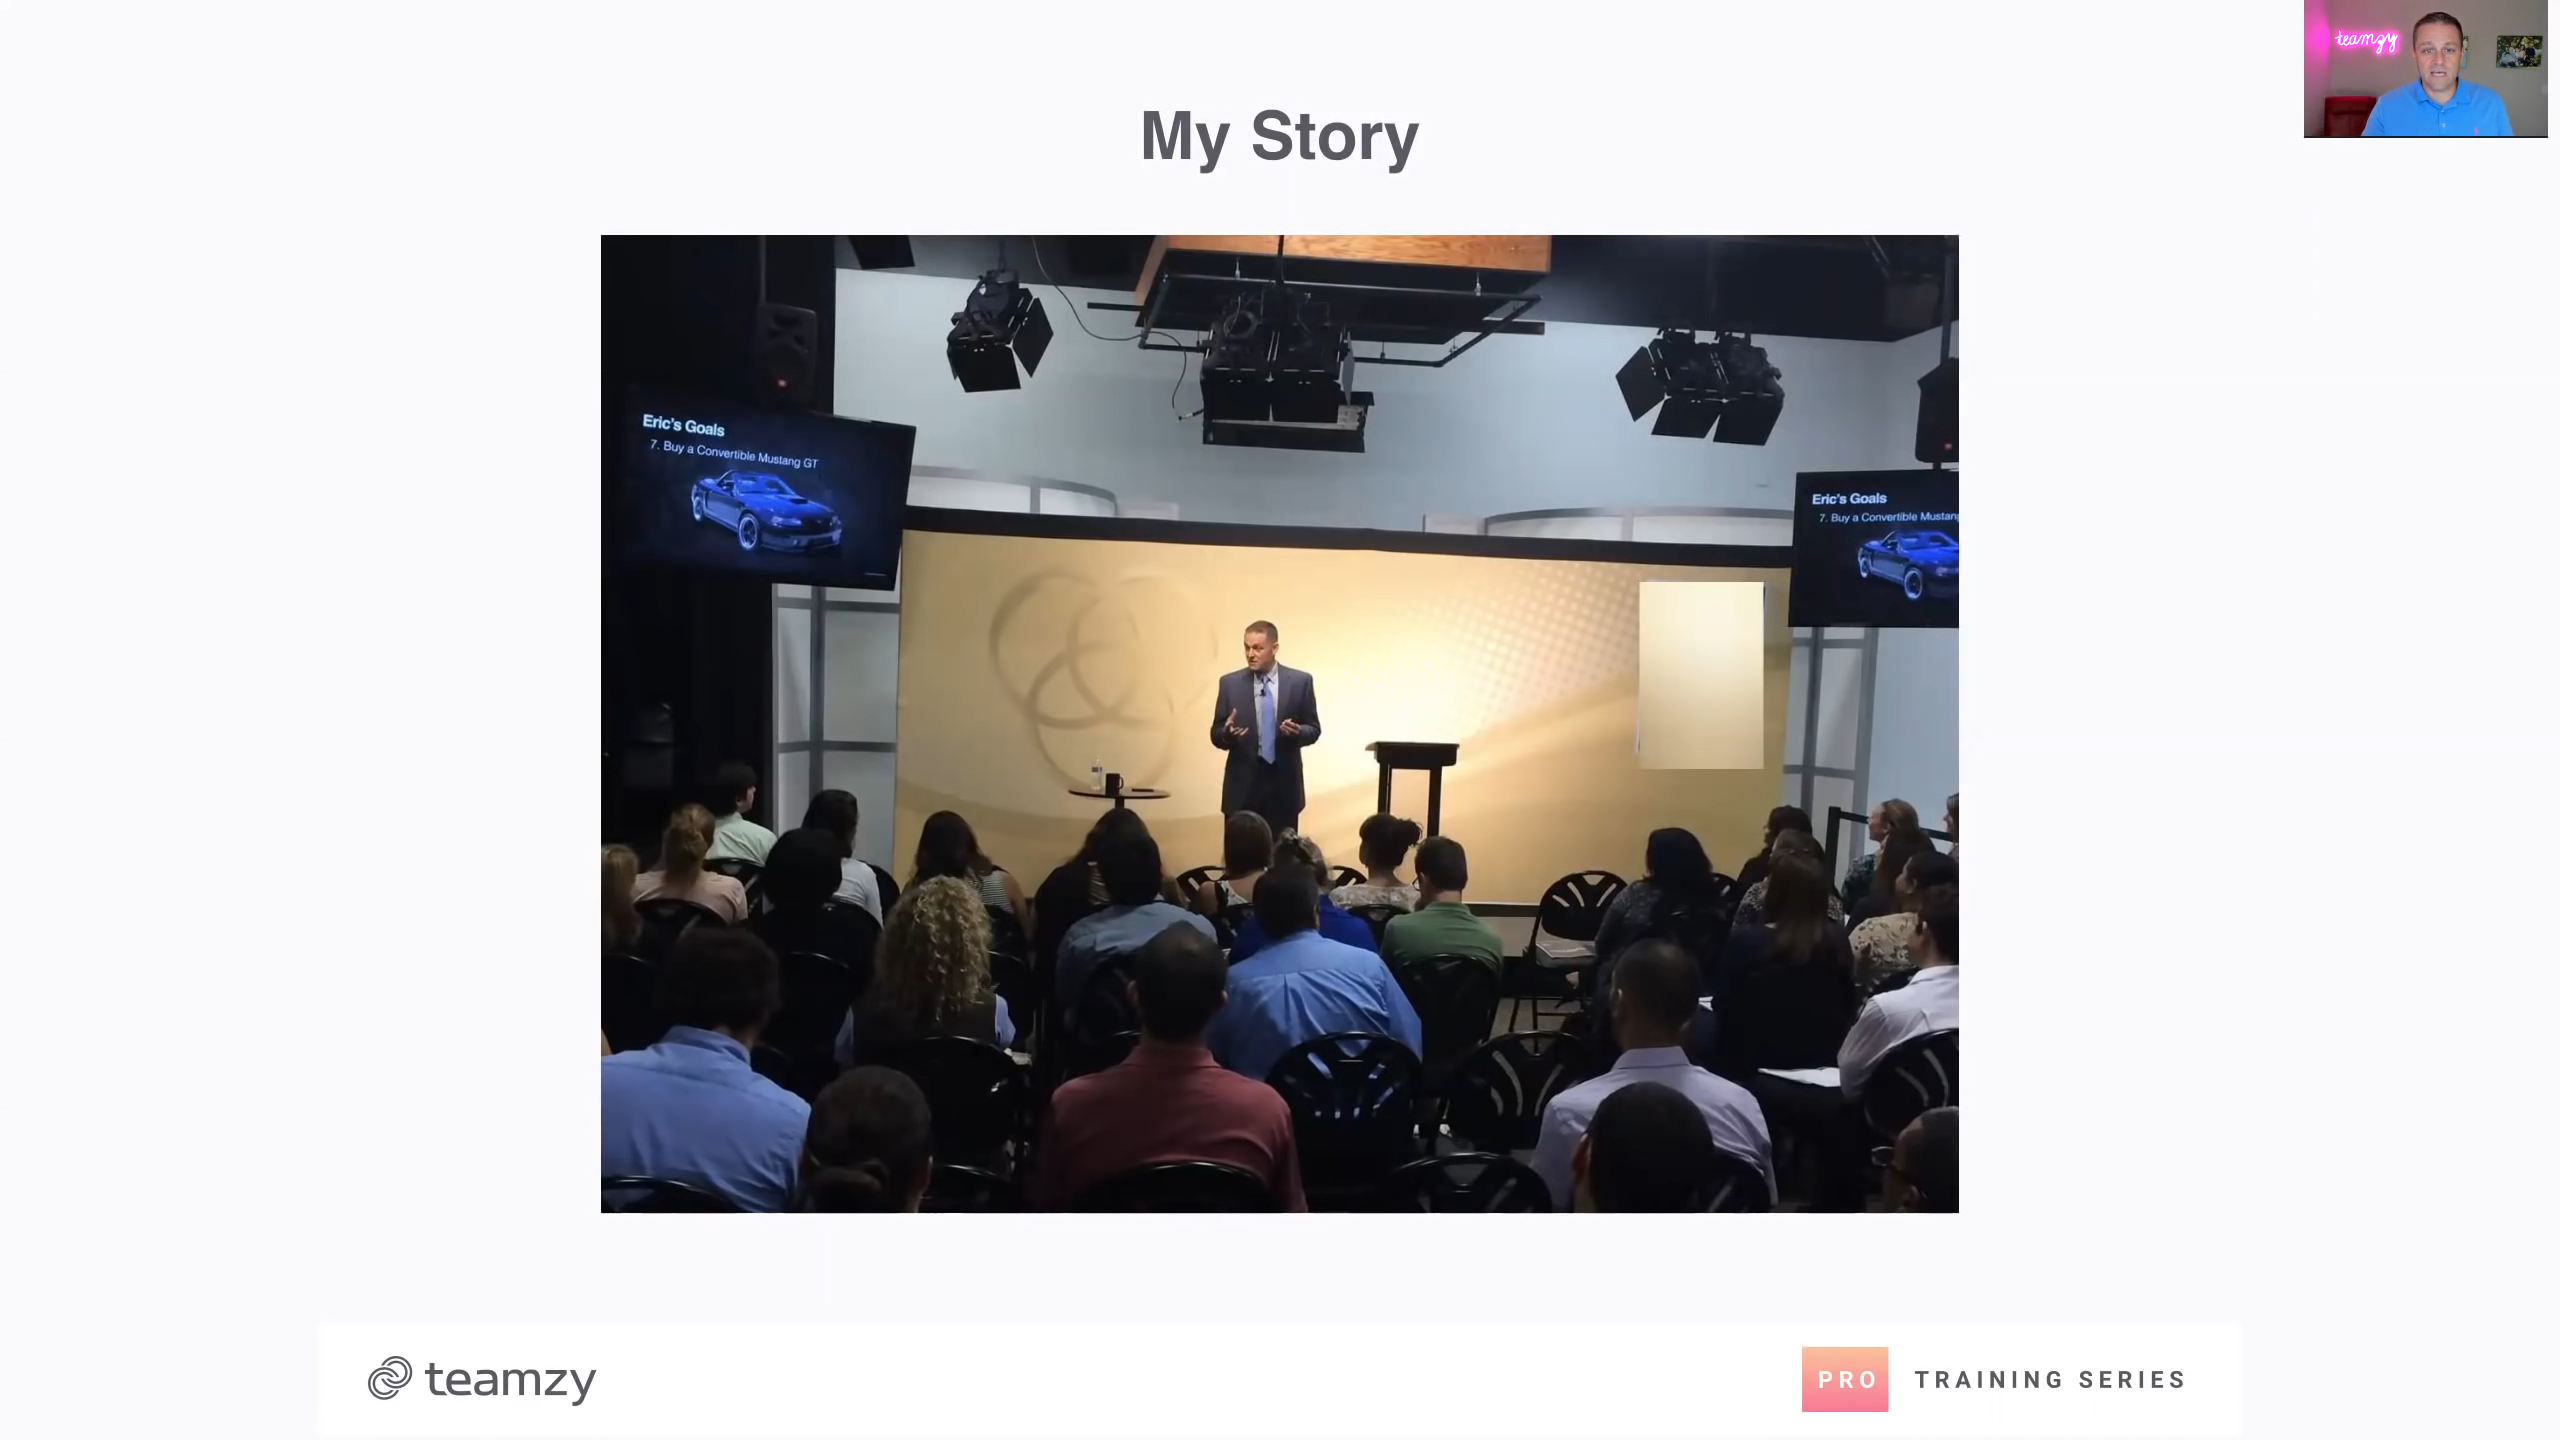 teamzy
My Story
Eric's Goals
7. Buy a Convertible Mustang GT
Eric's Goals
7. Buy a Convertible Mustang
teamzy
PRO TRAINING SERIES